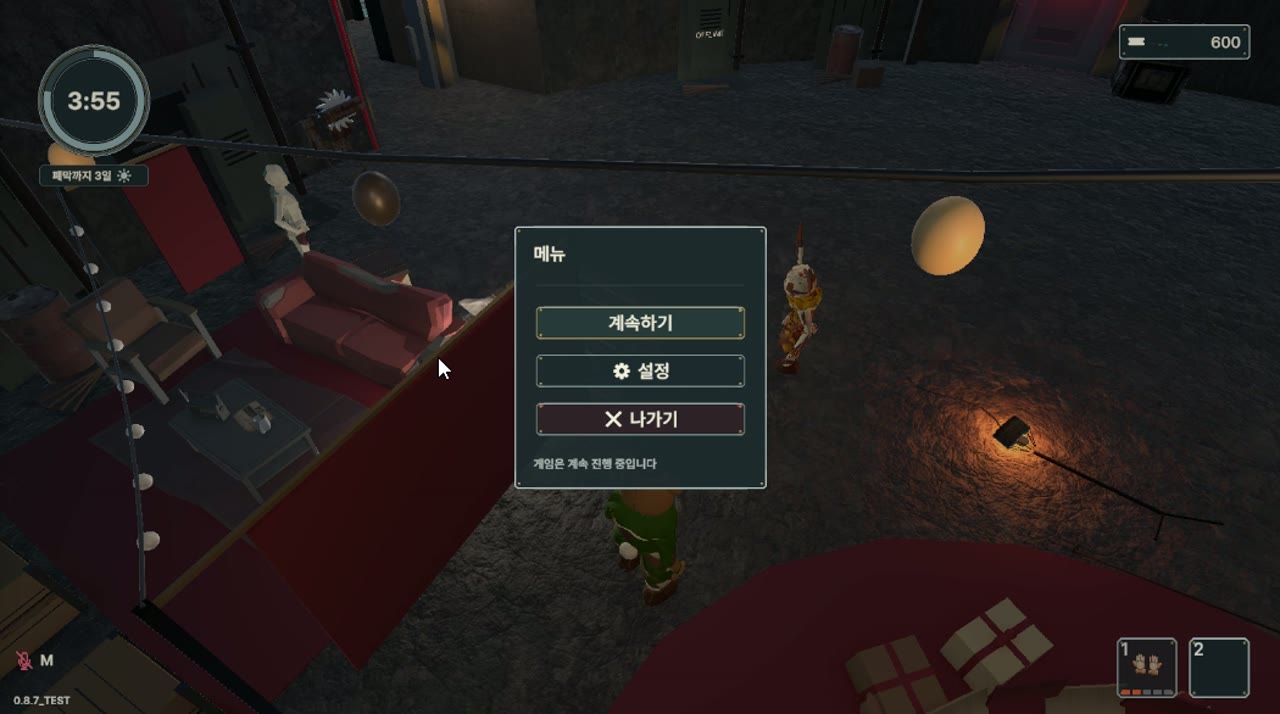 OFFLINE
600
3:55
폐막까지 3일
메뉴
계속하기
설정
나가기
게임은 계속 진행 중입니다
M
1
2
0.8.7_TEST